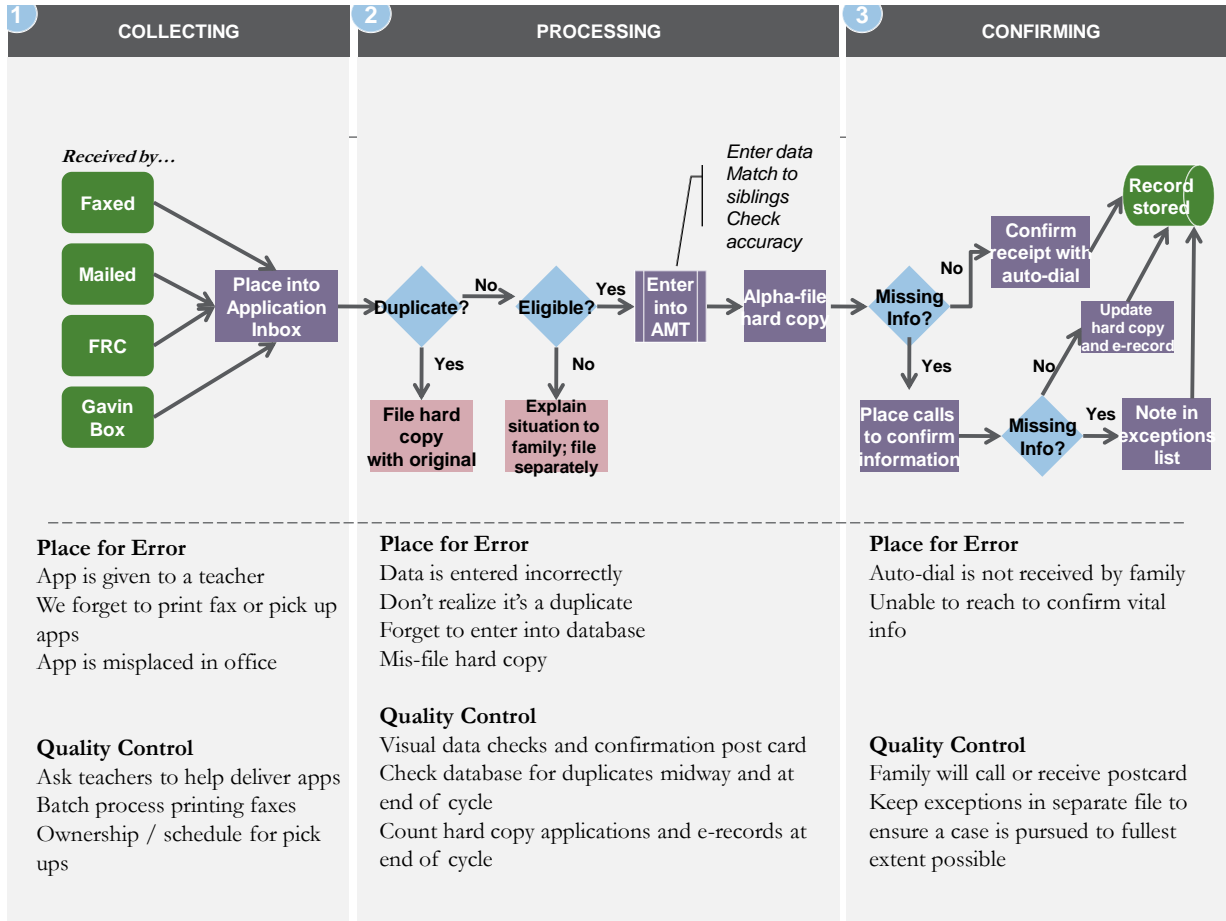 1
COLLECTING
Received by…
Faxed
Mailed
FRC
Gavin
Box
Place into
Application
Inbox
Place for Error
App is given to a teacher
We forget to print fax or pick up
apps
App is misplaced in office
Quality Control
Ask teachers to help deliver apps
Batch process printing faxes
Ownership / schedule for pick
ups
2
PROCESSING
Duplicate?
No
Yes
File hard
copy
with original
Eligible?
Yes
No
Explain
situation to
family; file
separately
Enter data
Match to
siblings
Check
accuracy
Enter
into
AMT
Alpha-file
hard copy
Place for Error
Data is entered incorrectly
Don’t realize it’s a duplicate
Forget to enter into database
Mis-file hard copy
Quality Control
Visual data checks and confirmation post card
Check database for duplicates midway and at
end of cycle
Count hard copy applications and e-records at
end of cycle
3
CONFIRMING
Missing
Info?
No
Yes
Confirm
receipt with
auto-dial
Record
stored
Place calls
to confirm
information
Missing
Info?
No
Yes
Update
hard copy
and e-record
Note in
exceptions
list
Place for Error
Auto-dial is not received by family
Unable to reach to confirm vital
info
Quality Control
Family will call or receive postcard
Keep exceptions in separate file to
ensure a case is pursued to fullest
extent possible